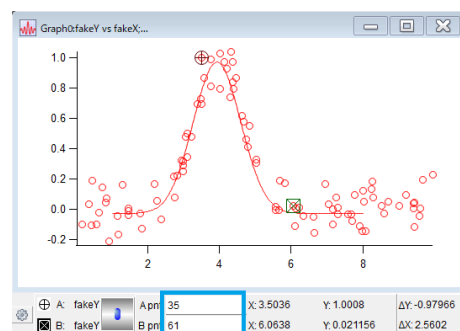 Graph0:fakeY vs fakeX;...
1.0
0.8
0.6
0.4
0.2
0.0
-0.2
2 4 6 8
A: fakeY A pnt 35 X: 3.5036 Y: 1.0008 ΔY: -0.97966
B: fakeY B pnt 61 X: 6.0638 Y: 0.021156 ΔX: 2.5602